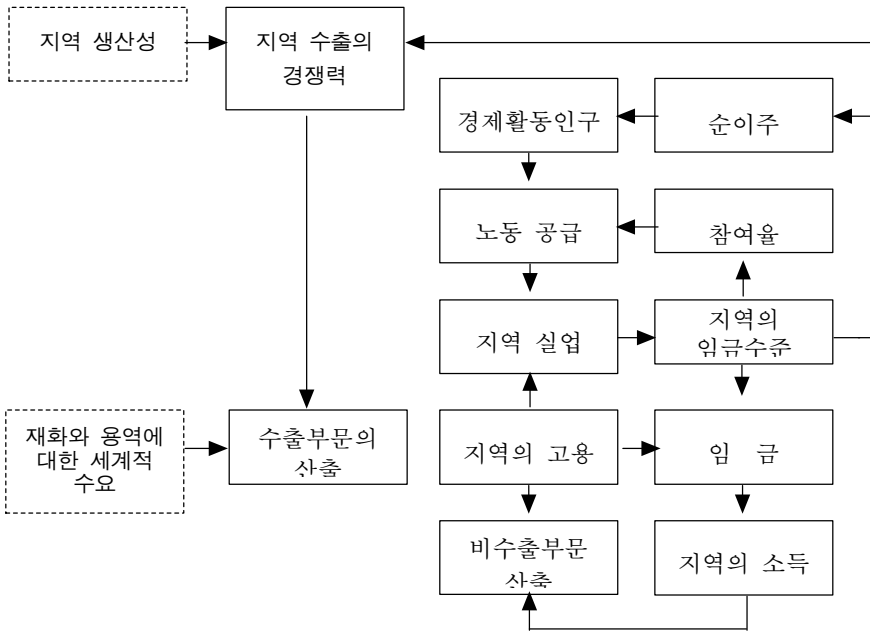 지역 생산성
지역 수출의
경쟁력
경제활동인구
순이주
노동 공급
참여율
지역 실업
지역의
임금수준
재화와 용역에
대한 세계적
수요
수출부문의
산출
지역의 고용
임 금
비수출부문
산출
지역의 소득